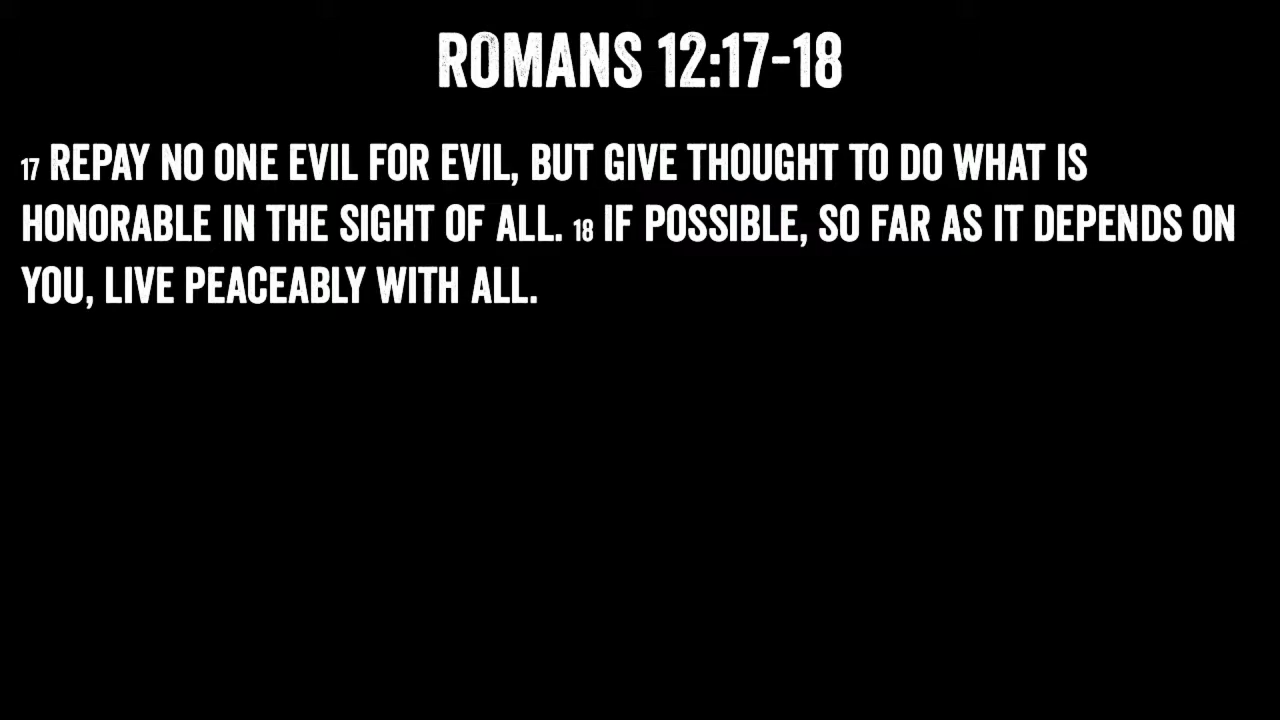 ROMANS 12:17-18
17 REPAY NO ONE EVIL FOR EVIL, BUT GIVE THOUGHT TO DO WHAT IS
HONORABLE IN THE SIGHT OF ALL. 18 IF POSSIBLE, SO FAR AS IT DEPENDS ON
YOU, LIVE PEACEABLY WITH ALL.